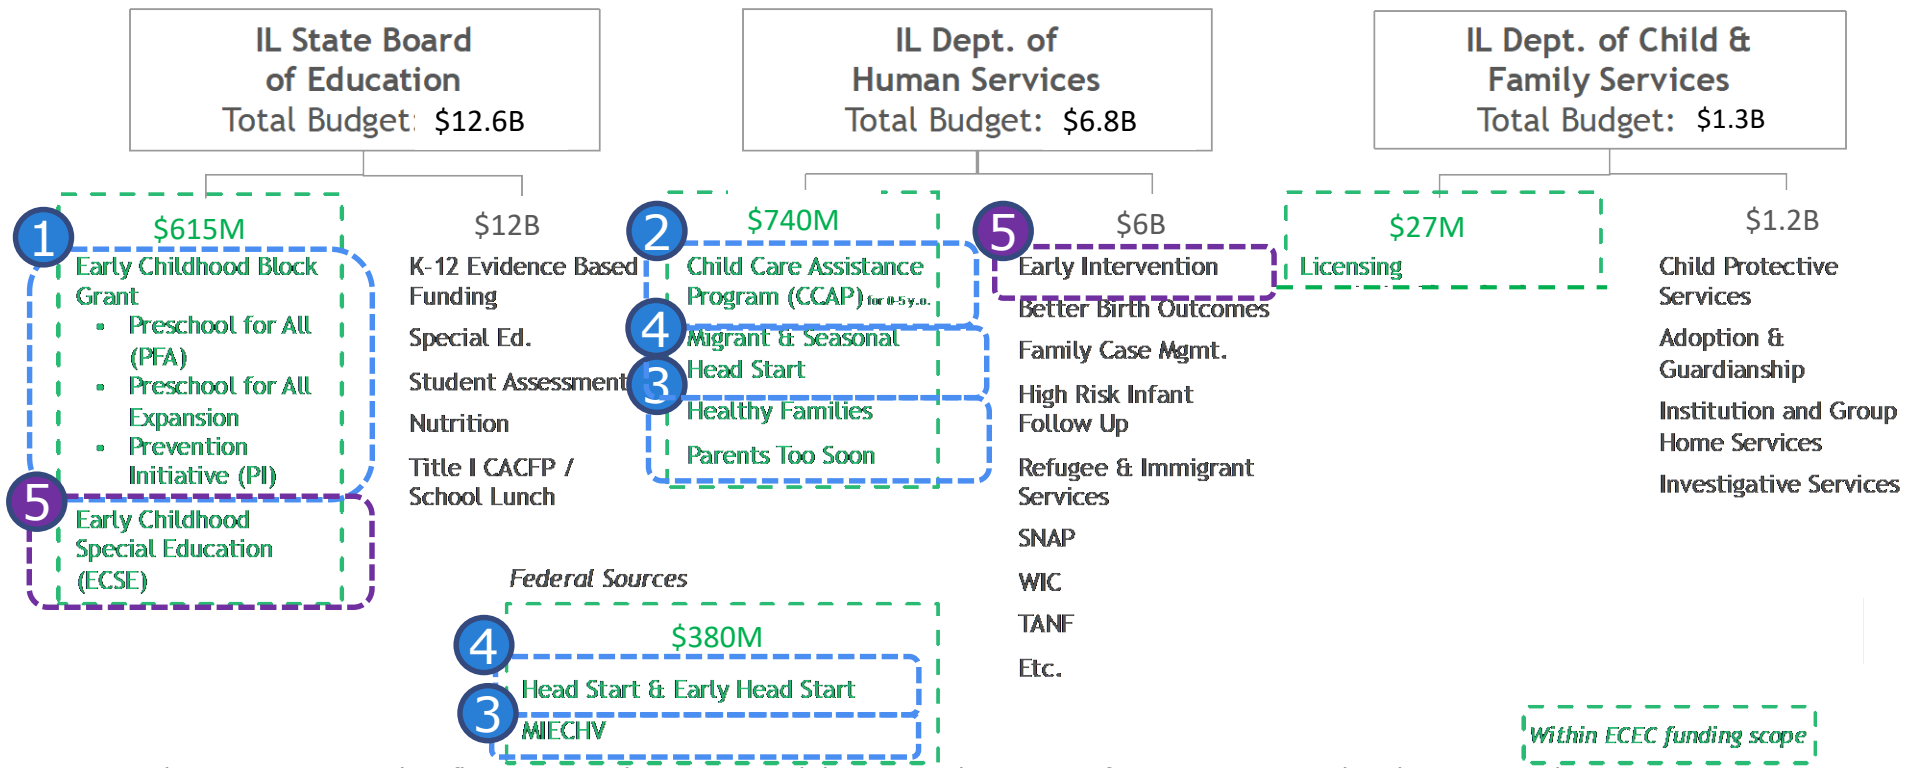 IL State Board
of Education
Total Budget: $12.6B
1
$615M
Early Childhood Block
Grant
• Preschool for All
(PFA)
• Preschool for All
Expansion
• Prevention
Initiative (PI)
5
Early Childhood
Special Education
(ECSE)
$12B
K-12 Evidence Based
Funding
Special Ed.
Student Assessment
Nutrition
Title I CACFP /
School Lunch
IL Dept. of
Human Services
Total Budget: $6.8B
2
$740M
Child Care Assistance
Program (CCAP) for 0-5 y.o.
4
Migrant & Seasonal
Head Start
3
Healthy Families
Parents Too Soon
5
$6B
Early Intervention
Better Birth Outcomes
Family Case Mgmt.
High Risk Infant
Follow Up
Refugee & Immigrant
Services
SNAP
WIC
TANF
Etc.
IL Dept. of Child &
Family Services
Total Budget: $1.3B
$27M
Licensing
$1.2B
Child Protective
Services
Adoption &
Guardianship
Institution and Group
Home Services
Investigative Services
Federal Sources
$380M
4
Head Start & Early Head Start
3
MIECHV
Within ECEC funding scope